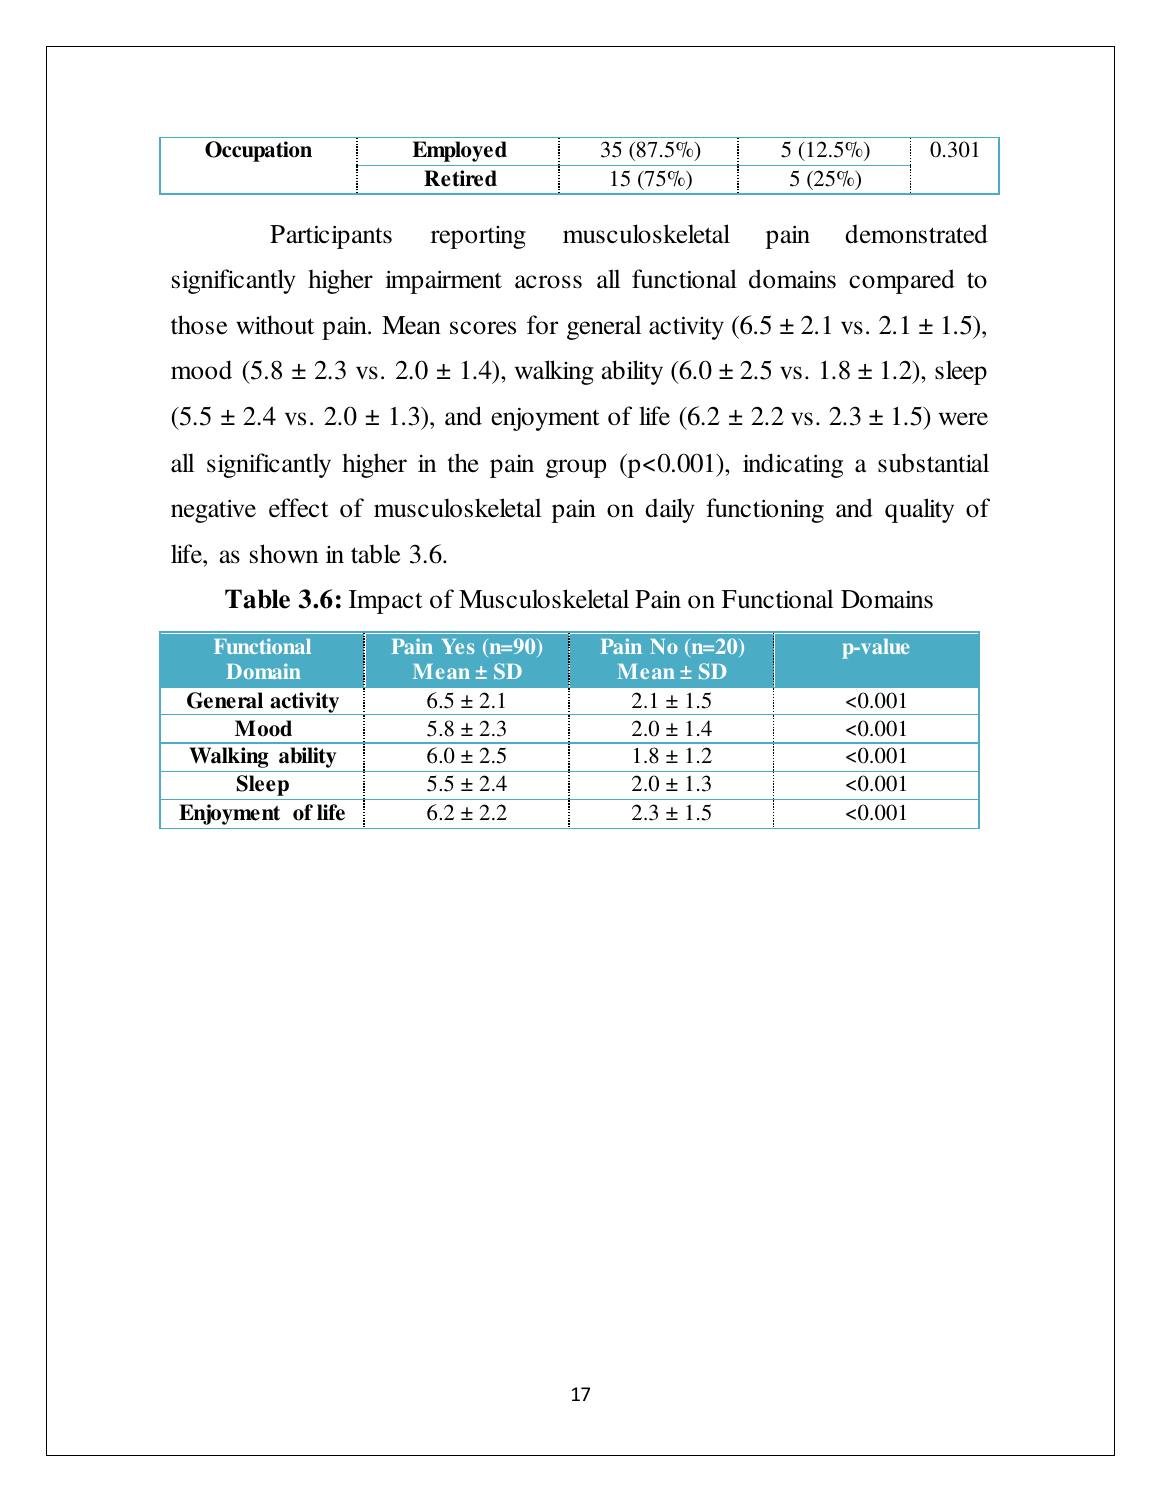 Occupation Employed 35 (87.5%) 5 (12.5%) 0.301
Retired 15 (75%) 5 (25%)
Participants reporting musculoskeletal pain demonstrated
significantly higher impairment across all functional domains compared to
those without pain. Mean scores for general activity (6.5 ± 2.1 vs. 2.1 ± 1.5),
mood (5.8 ± 2.3 vs. 2.0 ± 1.4), walking ability (6.0 ± 2.5 vs. 1.8 ± 1.2), sleep
(5.5 ± 2.4 vs. 2.0 ± 1.3), and enjoyment of life (6.2 ± 2.2 vs. 2.3 ± 1.5) were
all significantly higher in the pain group (p<0.001), indicating a substantial
negative effect of musculoskeletal pain on daily functioning and quality of
life, as shown in table 3.6.
Table 3.6: Impact of Musculoskeletal Pain on Functional Domains
Functional Pain Yes (n=90) Pain No (n=20) p-value
Domain Mean ± SD Mean ± SD
General activity 6.5 ± 2.1 2.1 ± 1.5 <0.001
Mood 5.8 ± 2.3 2.0 ± 1.4 <0.001
Walking ability 6.0 ± 2.5 1.8 ± 1.2 <0.001
Sleep 5.5 ± 2.4 2.0 ± 1.3 <0.001
Enjoyment of life 6.2 ± 2.2 2.3 ± 1.5 <0.001
17